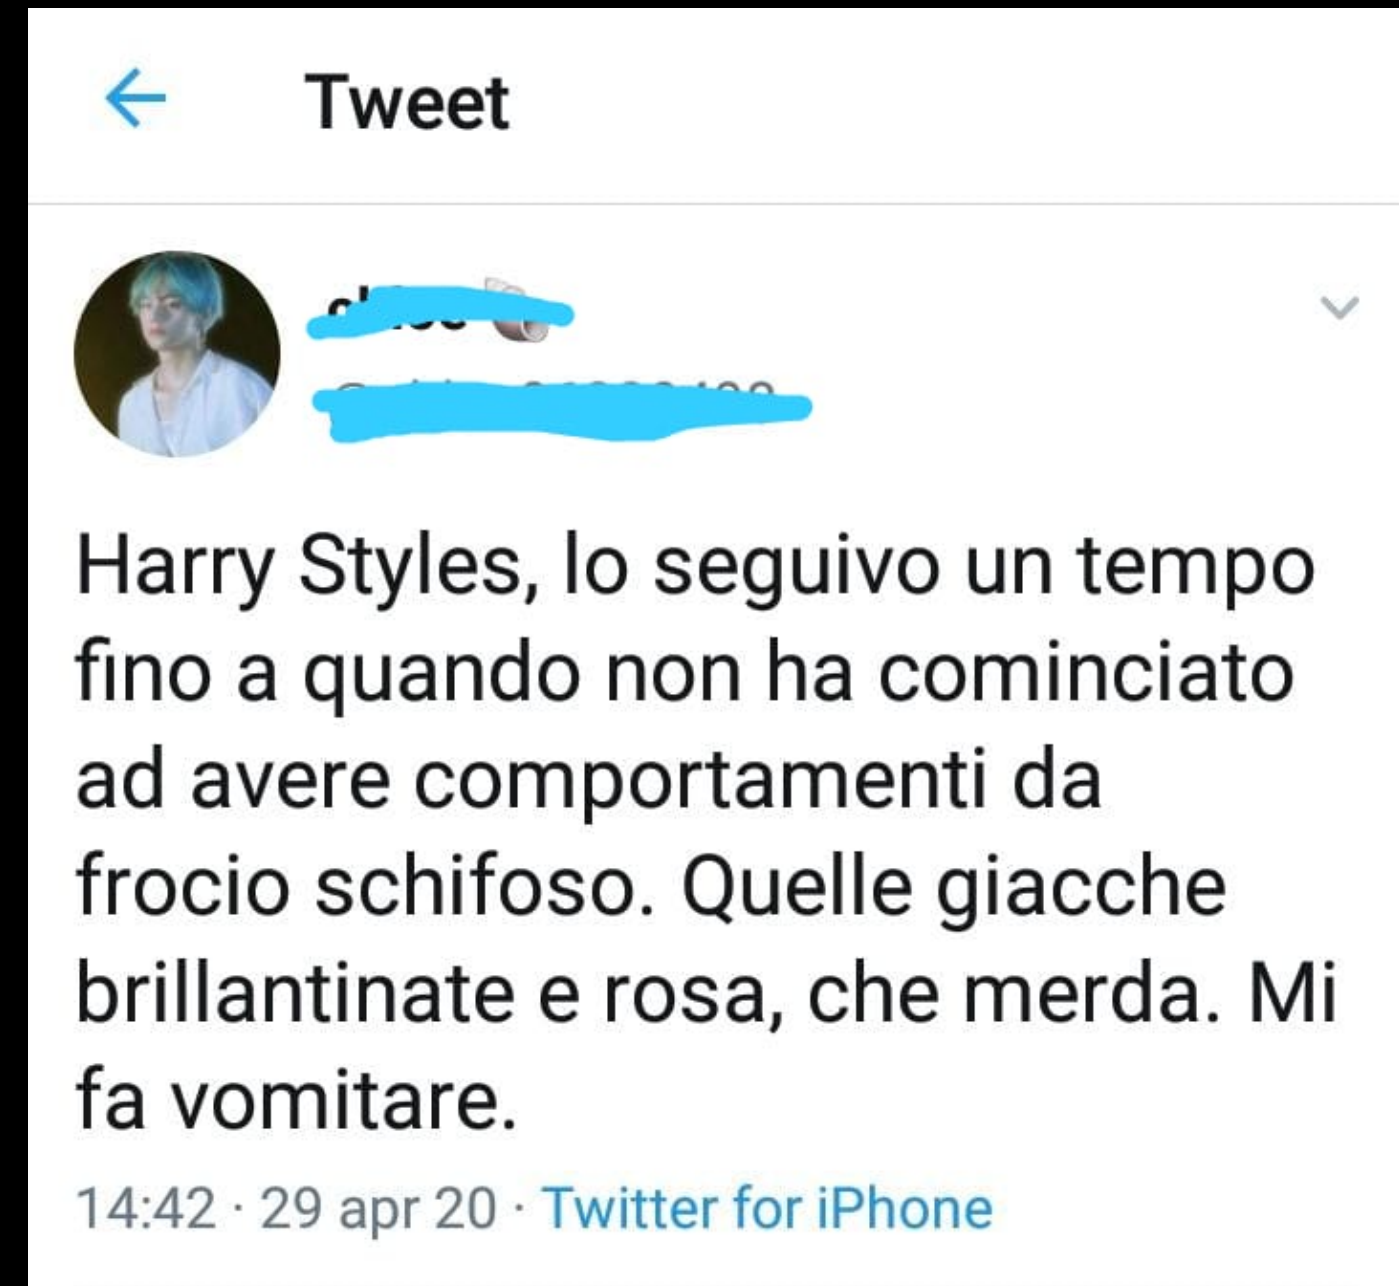 Tweet
Harry Styles, lo seguivo un tempo
fino a quando non ha cominciato
ad avere comportamenti da
frocio schifoso. Quelle giacche
brillantinate e rosa, che merda. Mi
fa vomitare.
14:42 · 29 apr 20 · Twitter for iPhone